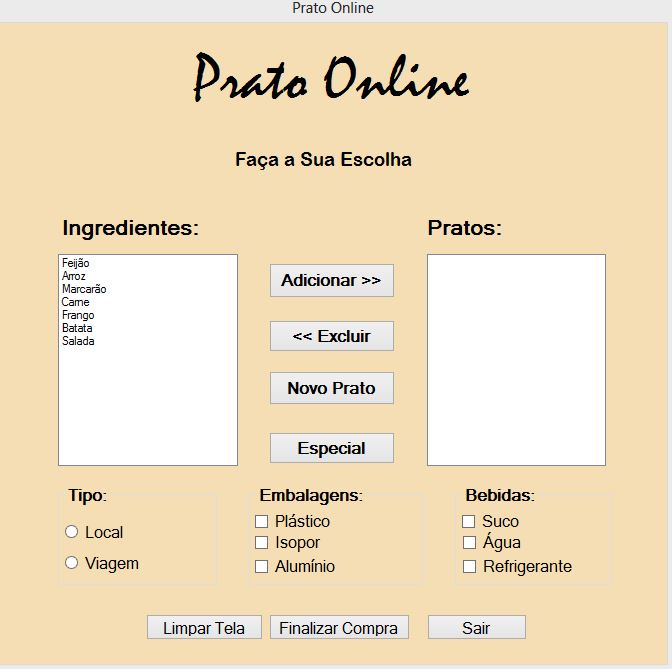 Prato Online
Prato Online
Faça a Sua Escolha
Ingredientes:
Pratos:
Feijão
Arroz
Marcarão
Carne
Frango
Batata
Salada
Adicionar >>
<< Excluir
Novo Prato
Especial
Tipo:
Local
Viagem
Embalagens:
Plástico
Isopor
Alumínio
Bebidas:
Suco
Água
Refrigerante
Limpar Tela
Finalizar Compra
Sair